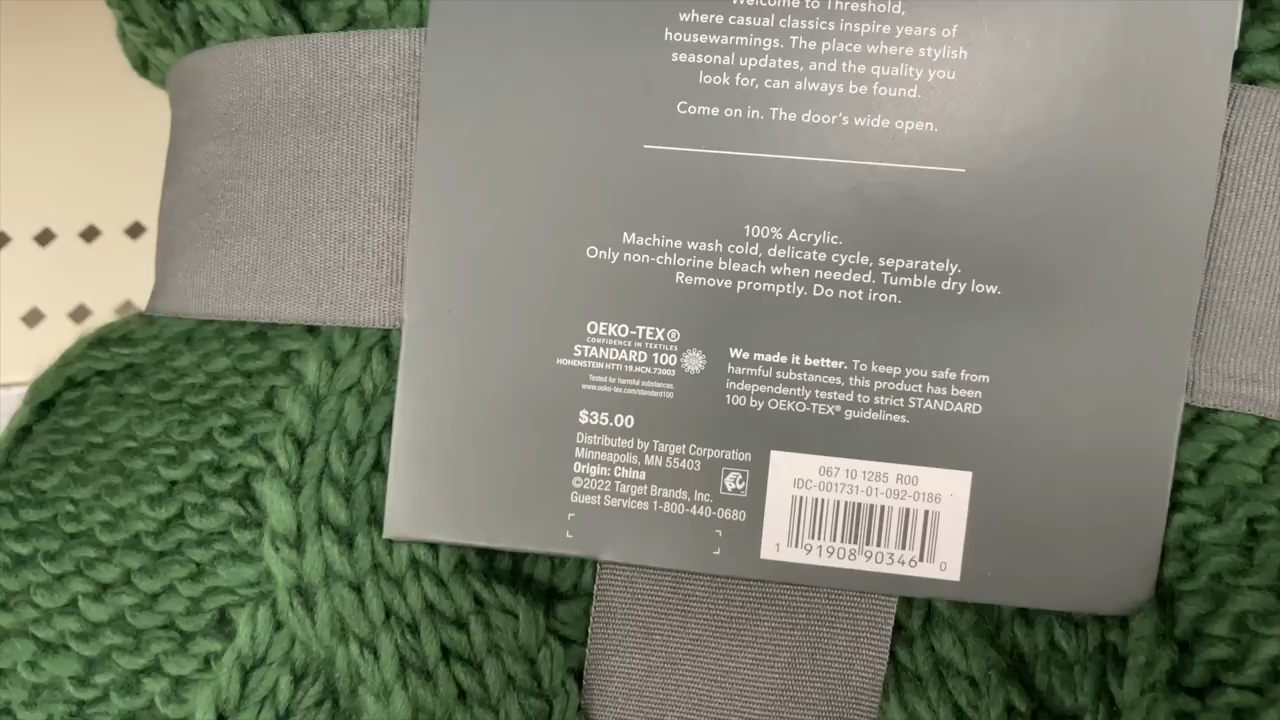 Welcome to Threshold,
where casual classics inspire years of
housewarmings. The place where stylish
seasonal updates, and the quality you
look for, can always be found.
Come on in. The door's wide open.
100% Acrylic.
Machine wash cold, delicate cycle, separately.
Only non-chlorine bleach when needed. Tumble dry low.
Remove promptly. Do not iron.
OEKO-TEX®
CONFIDENCE IN TEXTILES
STANDARD 100
HOHENSTEIN HTTI 19.HCN.73003
Tested for harmful substances.
www.oeko-tex.com/standard100
We made it better. To keep you safe from
harmful substances, this product has been
independently tested to strict STANDARD
100 by OEKO-TEX® guidelines.
$35.00
Distributed by Target Corporation
Minneapolis, MN 55403
Origin: China
©2022 Target Brands, Inc.
Guest Services 1-800-440-0680
067 10 1285 R00
IDC-001731-01-092-0186
1 91908 90346 0